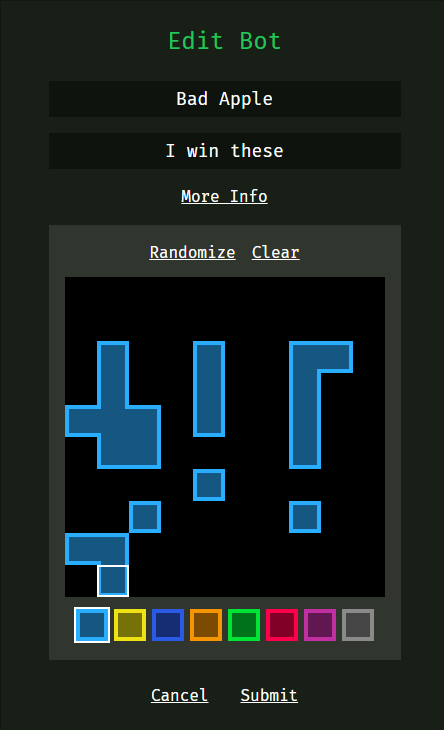 Edit Bot
Bad Apple
I win these
More Info
Randomize Clear
Cancel Submit